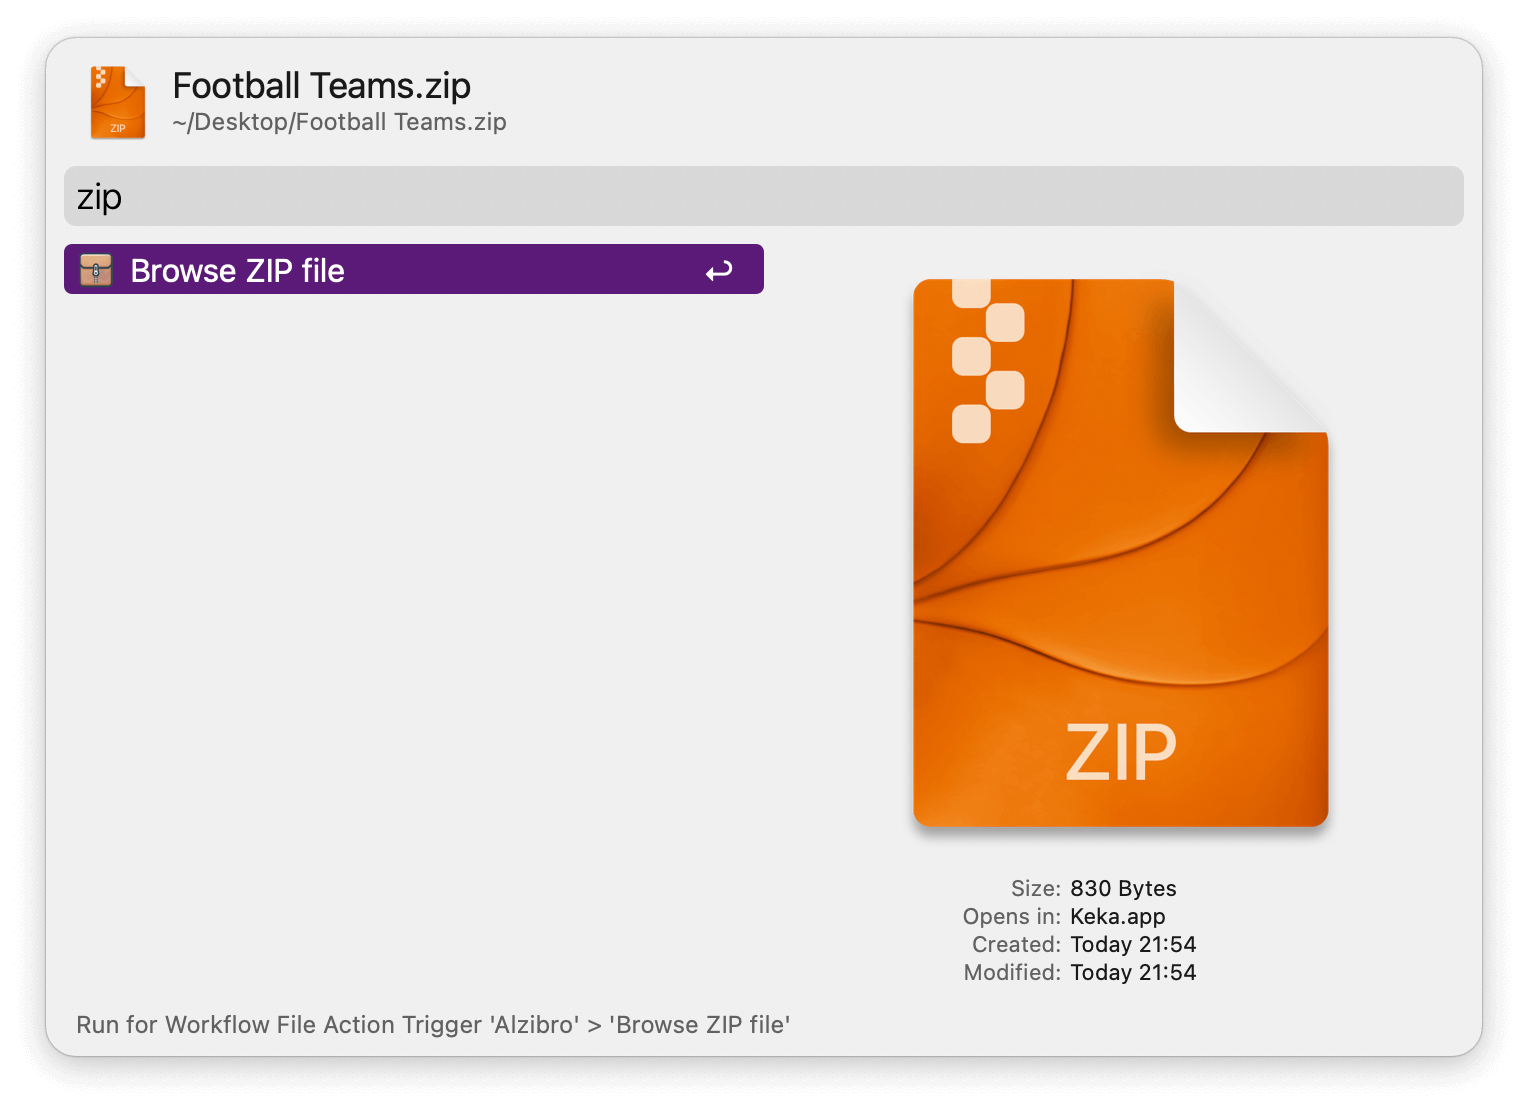 Football Teams.zip
~/Desktop/Football Teams.zip
ZIP
zip
Browse ZIP file
ZIP
Size: 830 Bytes
Opens in: Keka.app
Created: Today 21:54
Modified: Today 21:54
Run for Workflow File Action Trigger 'Alzibro' > 'Browse ZIP file'